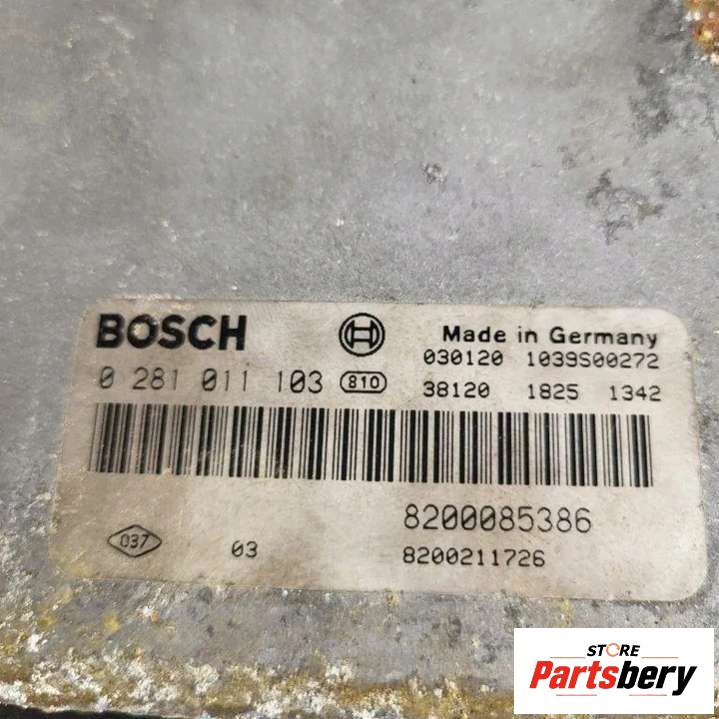 BOSCH
Made in Germany
030120 1039S00272
0 281 011 103 810
38120 1825 1342
8200085386
037 03
8200211726
STORE
Partsbery